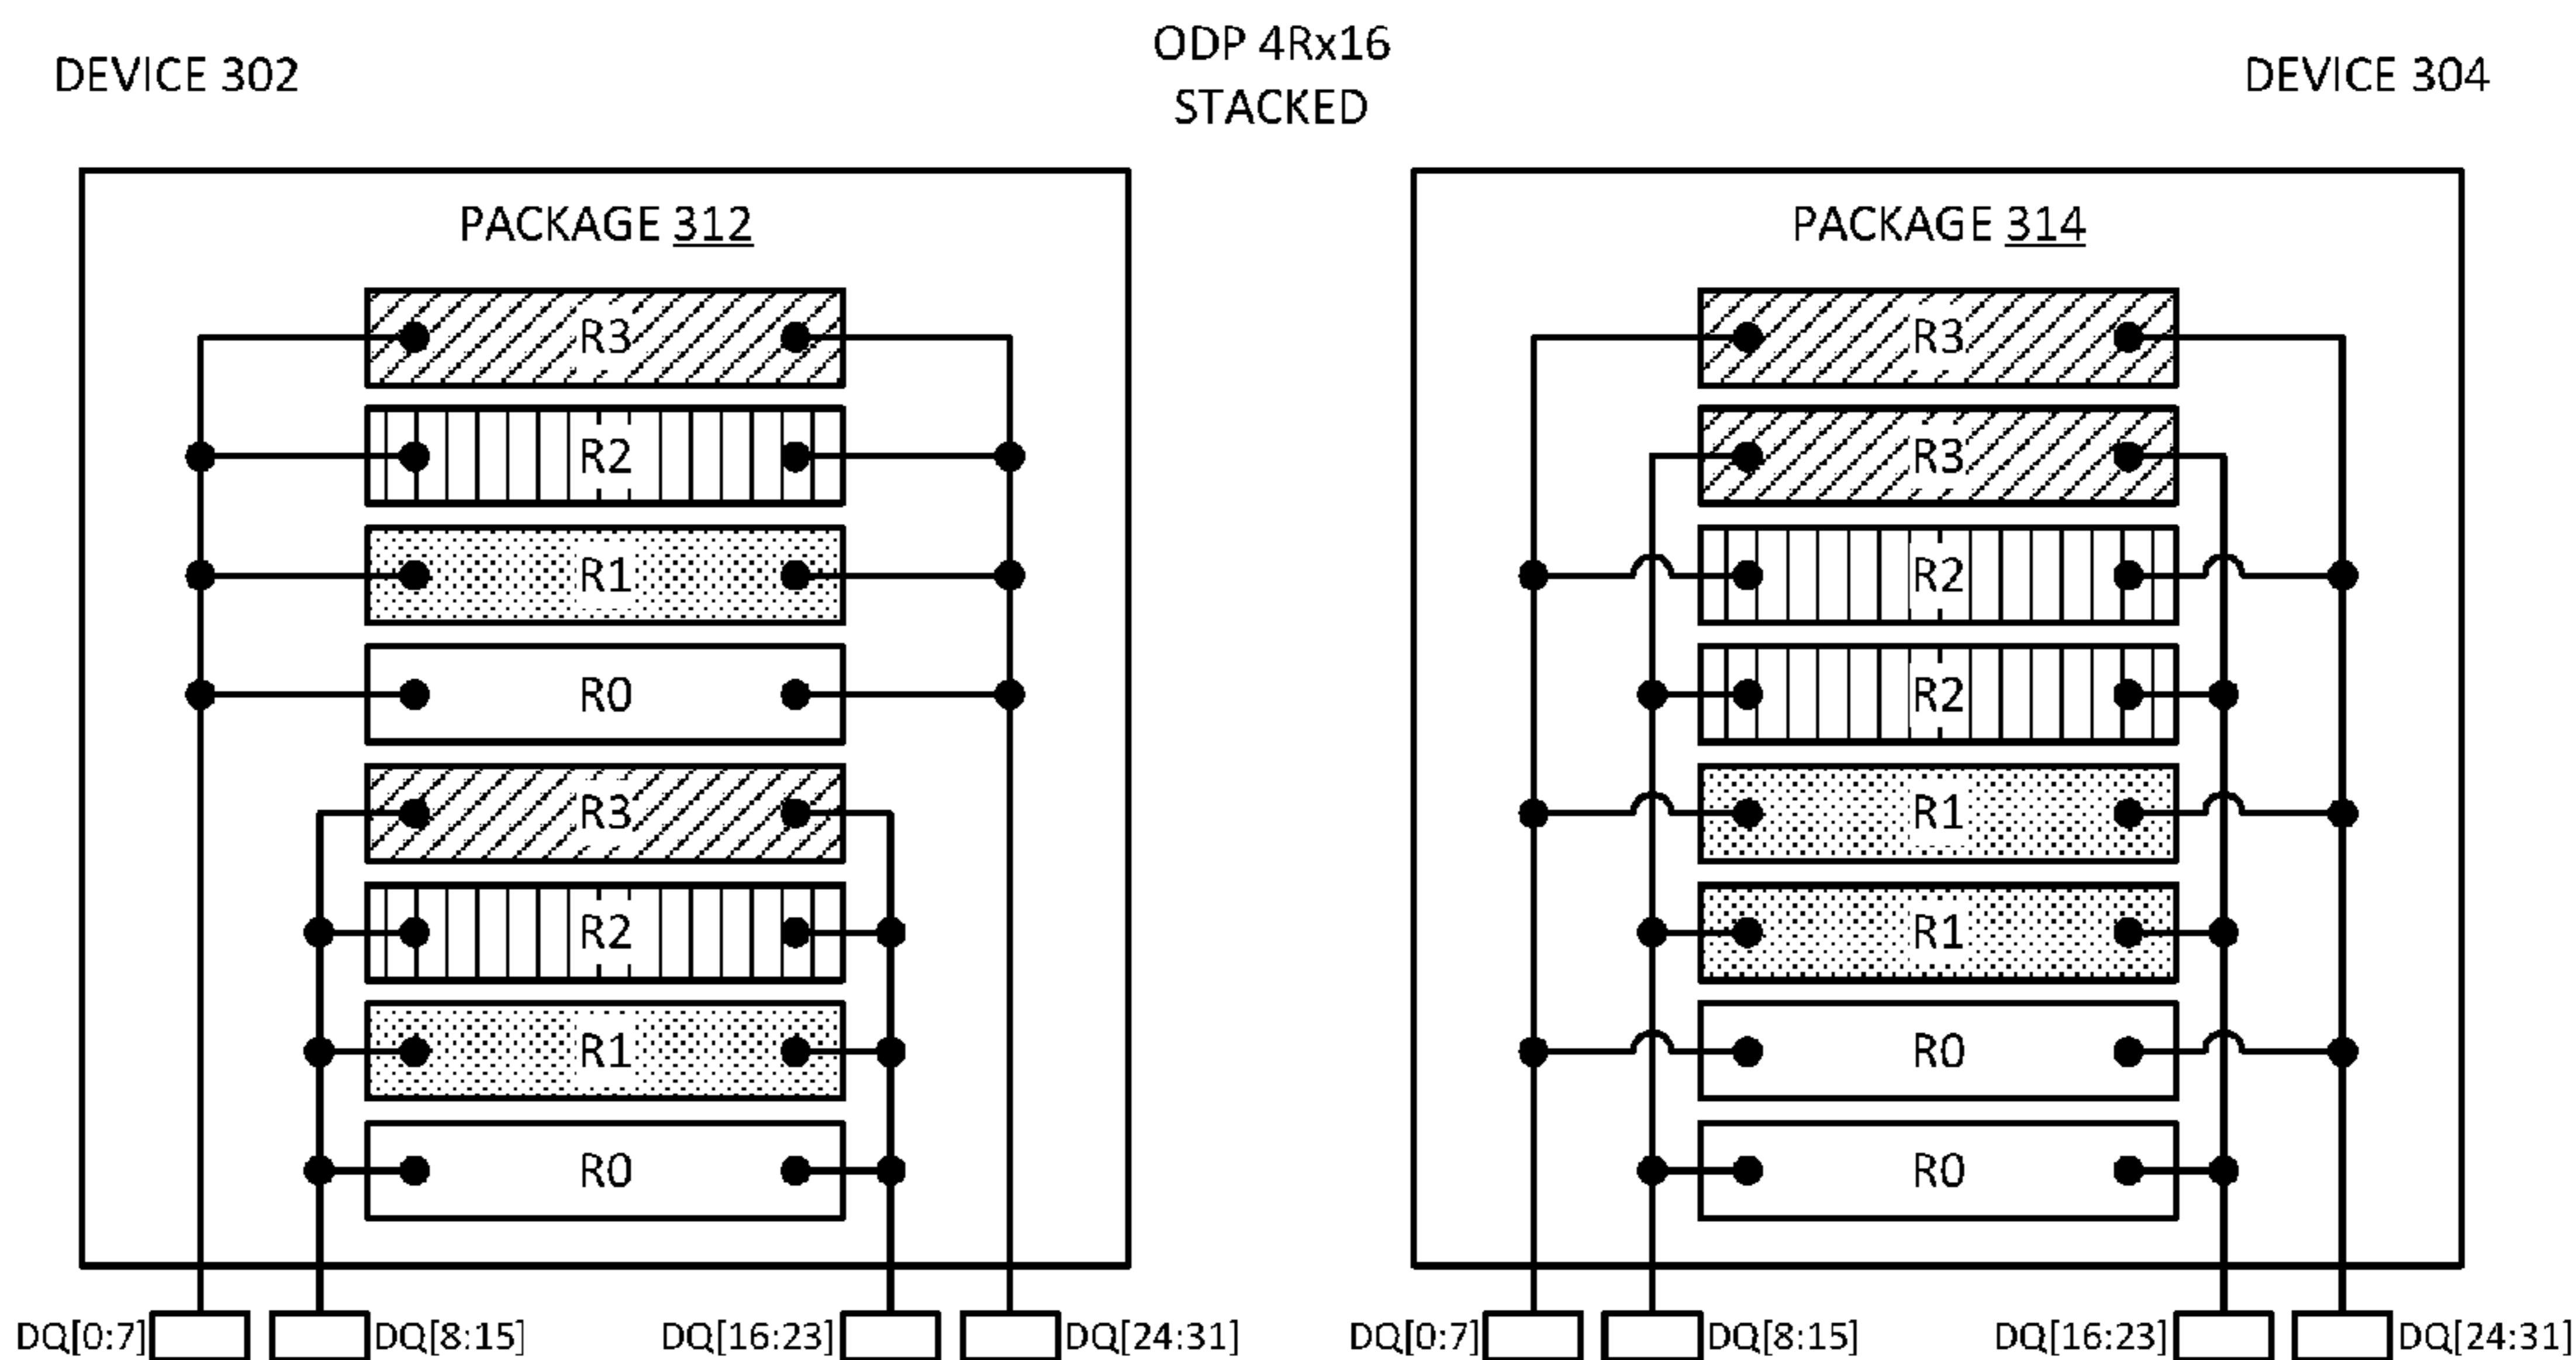 ODP 4Rx16
STACKED
DEVICE 302
DEVICE 304
PACKAGE 312
R3
R2
R1
R0
R3
R2
R1
R0
DQ[0:7]
DQ[8:15]
DQ[16:23]
DQ[24:31]
PACKAGE 314
R3
R3
R2
R2
R1
R1
R0
R0
DQ[0:7]
DQ[8:15]
DQ[16:23]
DQ[24:31]